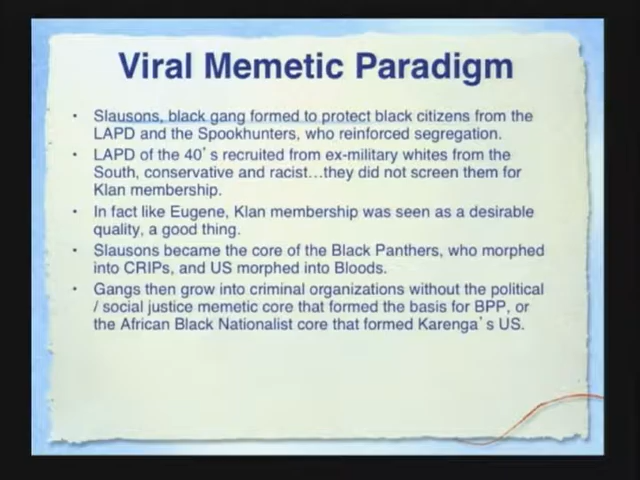 Viral Memetic Paradigm
• Slausons, black gang formed to protect black citizens from the
LAPD and the Spookhunters, who reinforced segregation.
• LAPD of the 40's recruited from ex-military whites from the
South, conservative and racist…they did not screen them for
Klan membership.
• In fact like Eugene, Klan membership was seen as a desirable
quality, a good thing.
• Slausons became the core of the Black Panthers, who morphed
into CRIPs, and US morphed into Bloods.
• Gangs then grow into criminal organizations without the political
/ social justice memetic core that formed the basis for BPP, or
the African Black Nationalist core that formed Karenga's US.